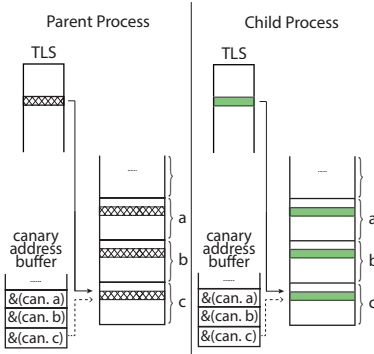 Parent Process
TLS
......
a
b
c
canary
address
buffer
......
&(can. a)
&(can. b)
&(can. c)
Child Process
TLS
......
a
b
c
canary
address
buffer
......
&(can. a)
&(can. b)
&(can. c)